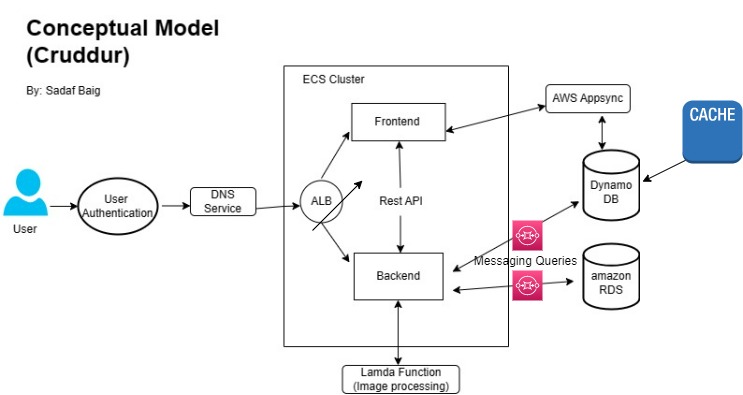 Conceptual Model
(Cruddur)
By: Sadaf Baig
ECS Cluster
Frontend
AWS Appsync
CACHE
User
Authentication
DNS
Service
ALB
Rest API
Dynamo
DB
User
Messaging Queries
Backend
amazon
RDS
Lamda Function
(Image processing)